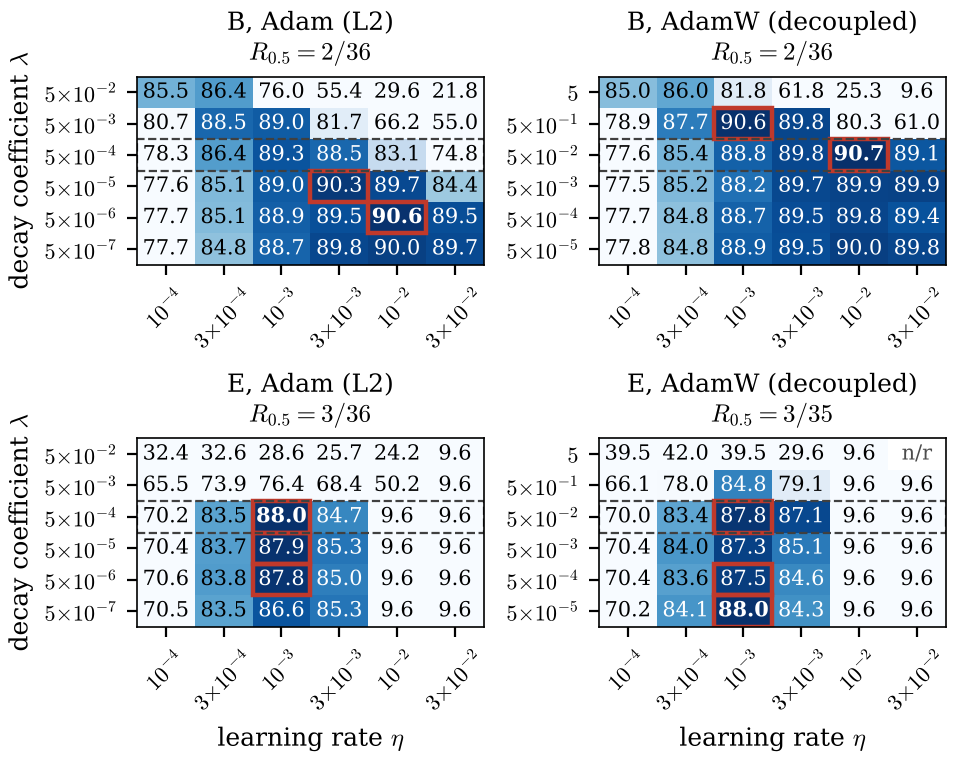 B, Adam (L2)
R0.5 = 2/36
decay coefficient λ
5×10⁻² 85.5 86.4 76.0 55.4 29.6 21.8
5×10⁻³ 80.7 88.5 89.0 81.7 66.2 55.0
5×10⁻⁴ 78.3 86.4 89.3 88.5 83.1 74.8
5×10⁻⁵ 77.6 85.1 89.0 90.3 89.7 84.4
5×10⁻⁶ 77.7 85.1 88.9 89.5 90.6 89.5
5×10⁻⁷ 77.7 84.8 88.7 89.8 90.0 89.7
10⁻⁴ 3×10⁻⁴ 10⁻³ 3×10⁻³ 10⁻² 3×10⁻²
B, AdamW (decoupled)
R0.5 = 2/36
5 85.0 86.0 81.8 61.8 25.3 9.6
5×10⁻¹ 78.9 87.7 90.6 89.8 80.3 61.0
5×10⁻² 77.6 85.4 88.8 89.8 90.7 89.1
5×10⁻³ 77.5 85.2 88.2 89.7 89.9 89.9
5×10⁻⁴ 77.7 84.8 88.7 89.5 89.8 89.4
5×10⁻⁵ 77.8 84.8 88.9 89.5 90.0 89.8
10⁻⁴ 3×10⁻⁴ 10⁻³ 3×10⁻³ 10⁻² 3×10⁻²
E, Adam (L2)
R0.5 = 3/36
decay coefficient λ
5×10⁻² 32.4 32.6 28.6 25.7 24.2 9.6
5×10⁻³ 65.5 73.9 76.4 68.4 50.2 9.6
5×10⁻⁴ 70.2 83.5 88.0 84.7 9.6 9.6
5×10⁻⁵ 70.4 83.7 87.9 85.3 9.6 9.6
5×10⁻⁶ 70.6 83.8 87.8 85.0 9.6 9.6
5×10⁻⁷ 70.5 83.5 86.6 85.3 9.6 9.6
10⁻⁴ 3×10⁻⁴ 10⁻³ 3×10⁻³ 10⁻² 3×10⁻²
learning rate η
E, AdamW (decoupled)
R0.5 = 3/35
5 39.5 42.0 39.5 29.6 9.6 n/r
5×10⁻¹ 66.1 78.0 84.8 79.1 9.6 9.6
5×10⁻² 70.0 83.4 87.8 87.1 9.6 9.6
5×10⁻³ 70.4 84.0 87.3 85.1 9.6 9.6
5×10⁻⁴ 70.4 83.6 87.5 84.6 9.6 9.6
5×10⁻⁵ 70.2 84.1 88.0 84.3 9.6 9.6
10⁻⁴ 3×10⁻⁴ 10⁻³ 3×10⁻³ 10⁻² 3×10⁻²
learning rate η